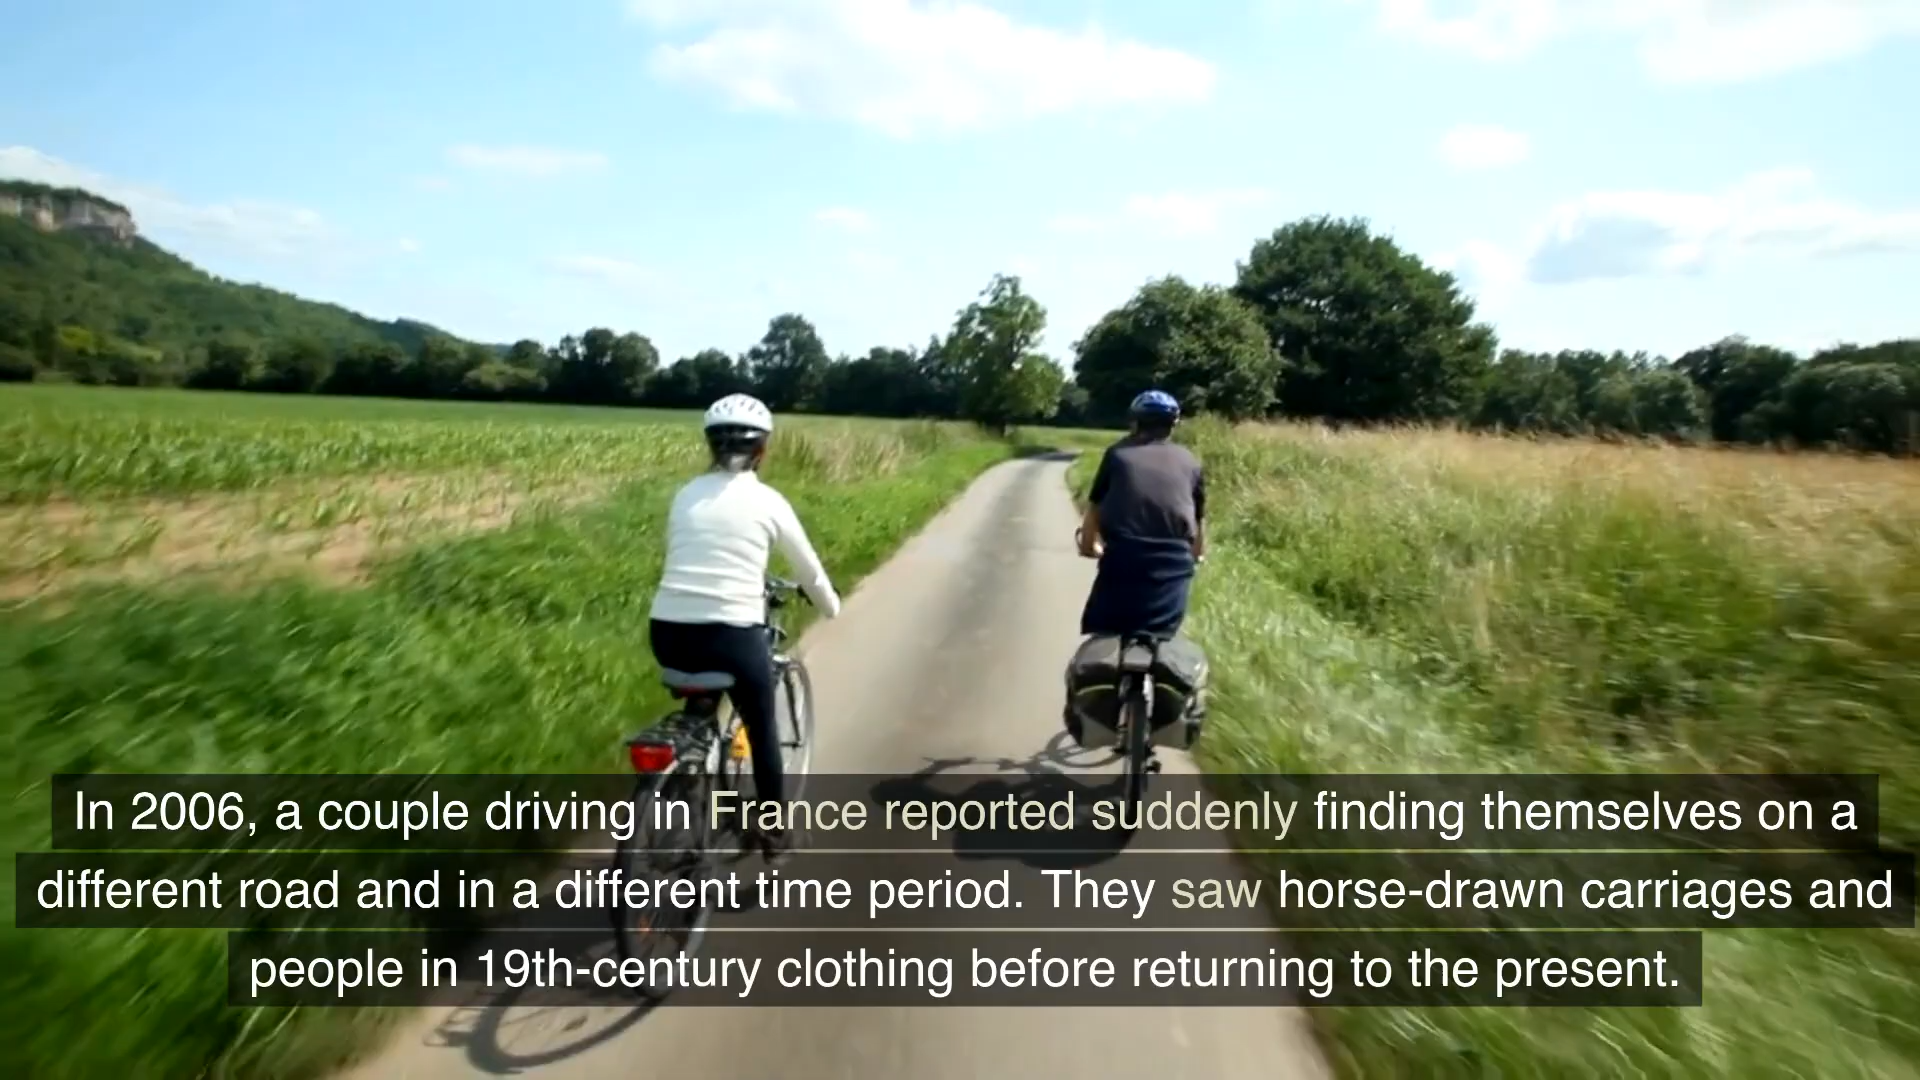 In 2006, a couple driving in France reported suddenly finding themselves on a
different road and in a different time period. They saw horse-drawn carriages and
people in 19th-century clothing before returning to the present.